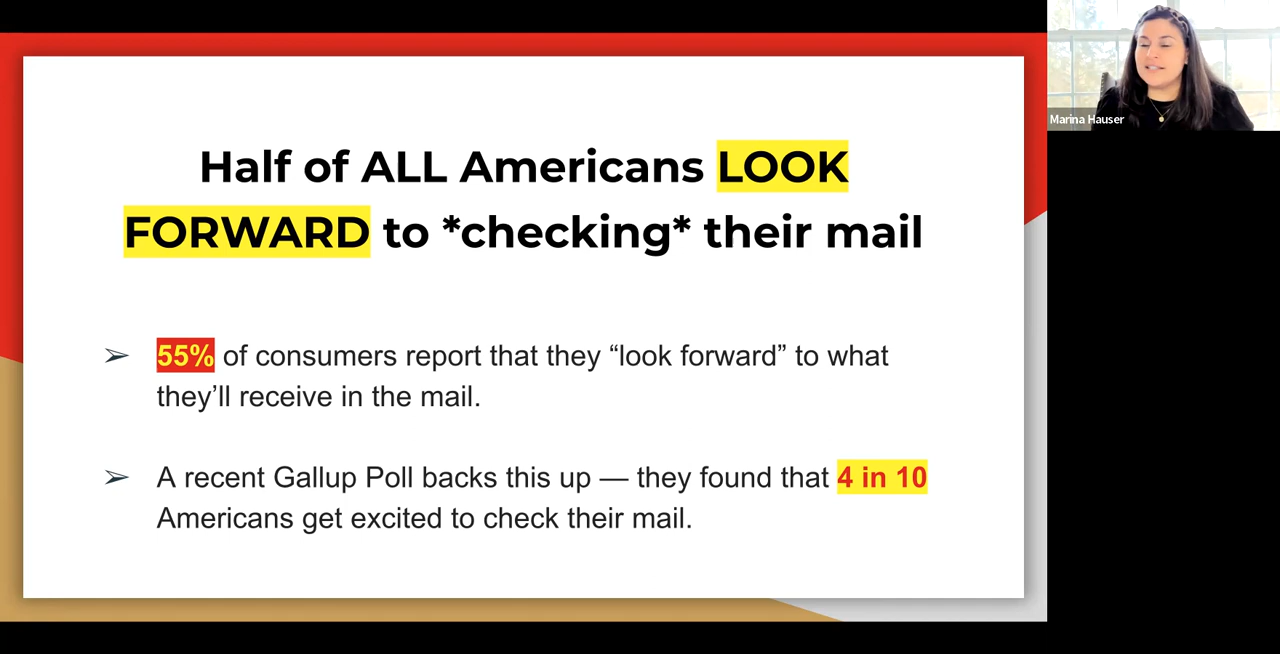 Half of ALL Americans LOOK
FORWARD to *checking* their mail
➢ 55% of consumers report that they “look forward” to what
they’ll receive in the mail.
➢ A recent Gallup Poll backs this up — they found that 4 in 10
Americans get excited to check their mail.
Marina Hauser